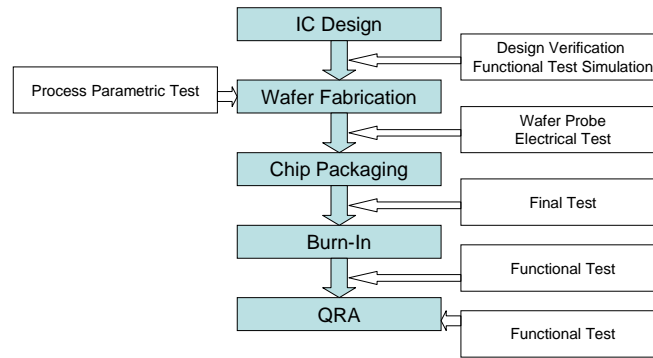 IC Design
Design Verification
Functional Test Simulation
Process Parametric Test
Wafer Fabrication
Wafer Probe
Electrical Test
Chip Packaging
Final Test
Burn-In
Functional Test
QRA
Functional Test